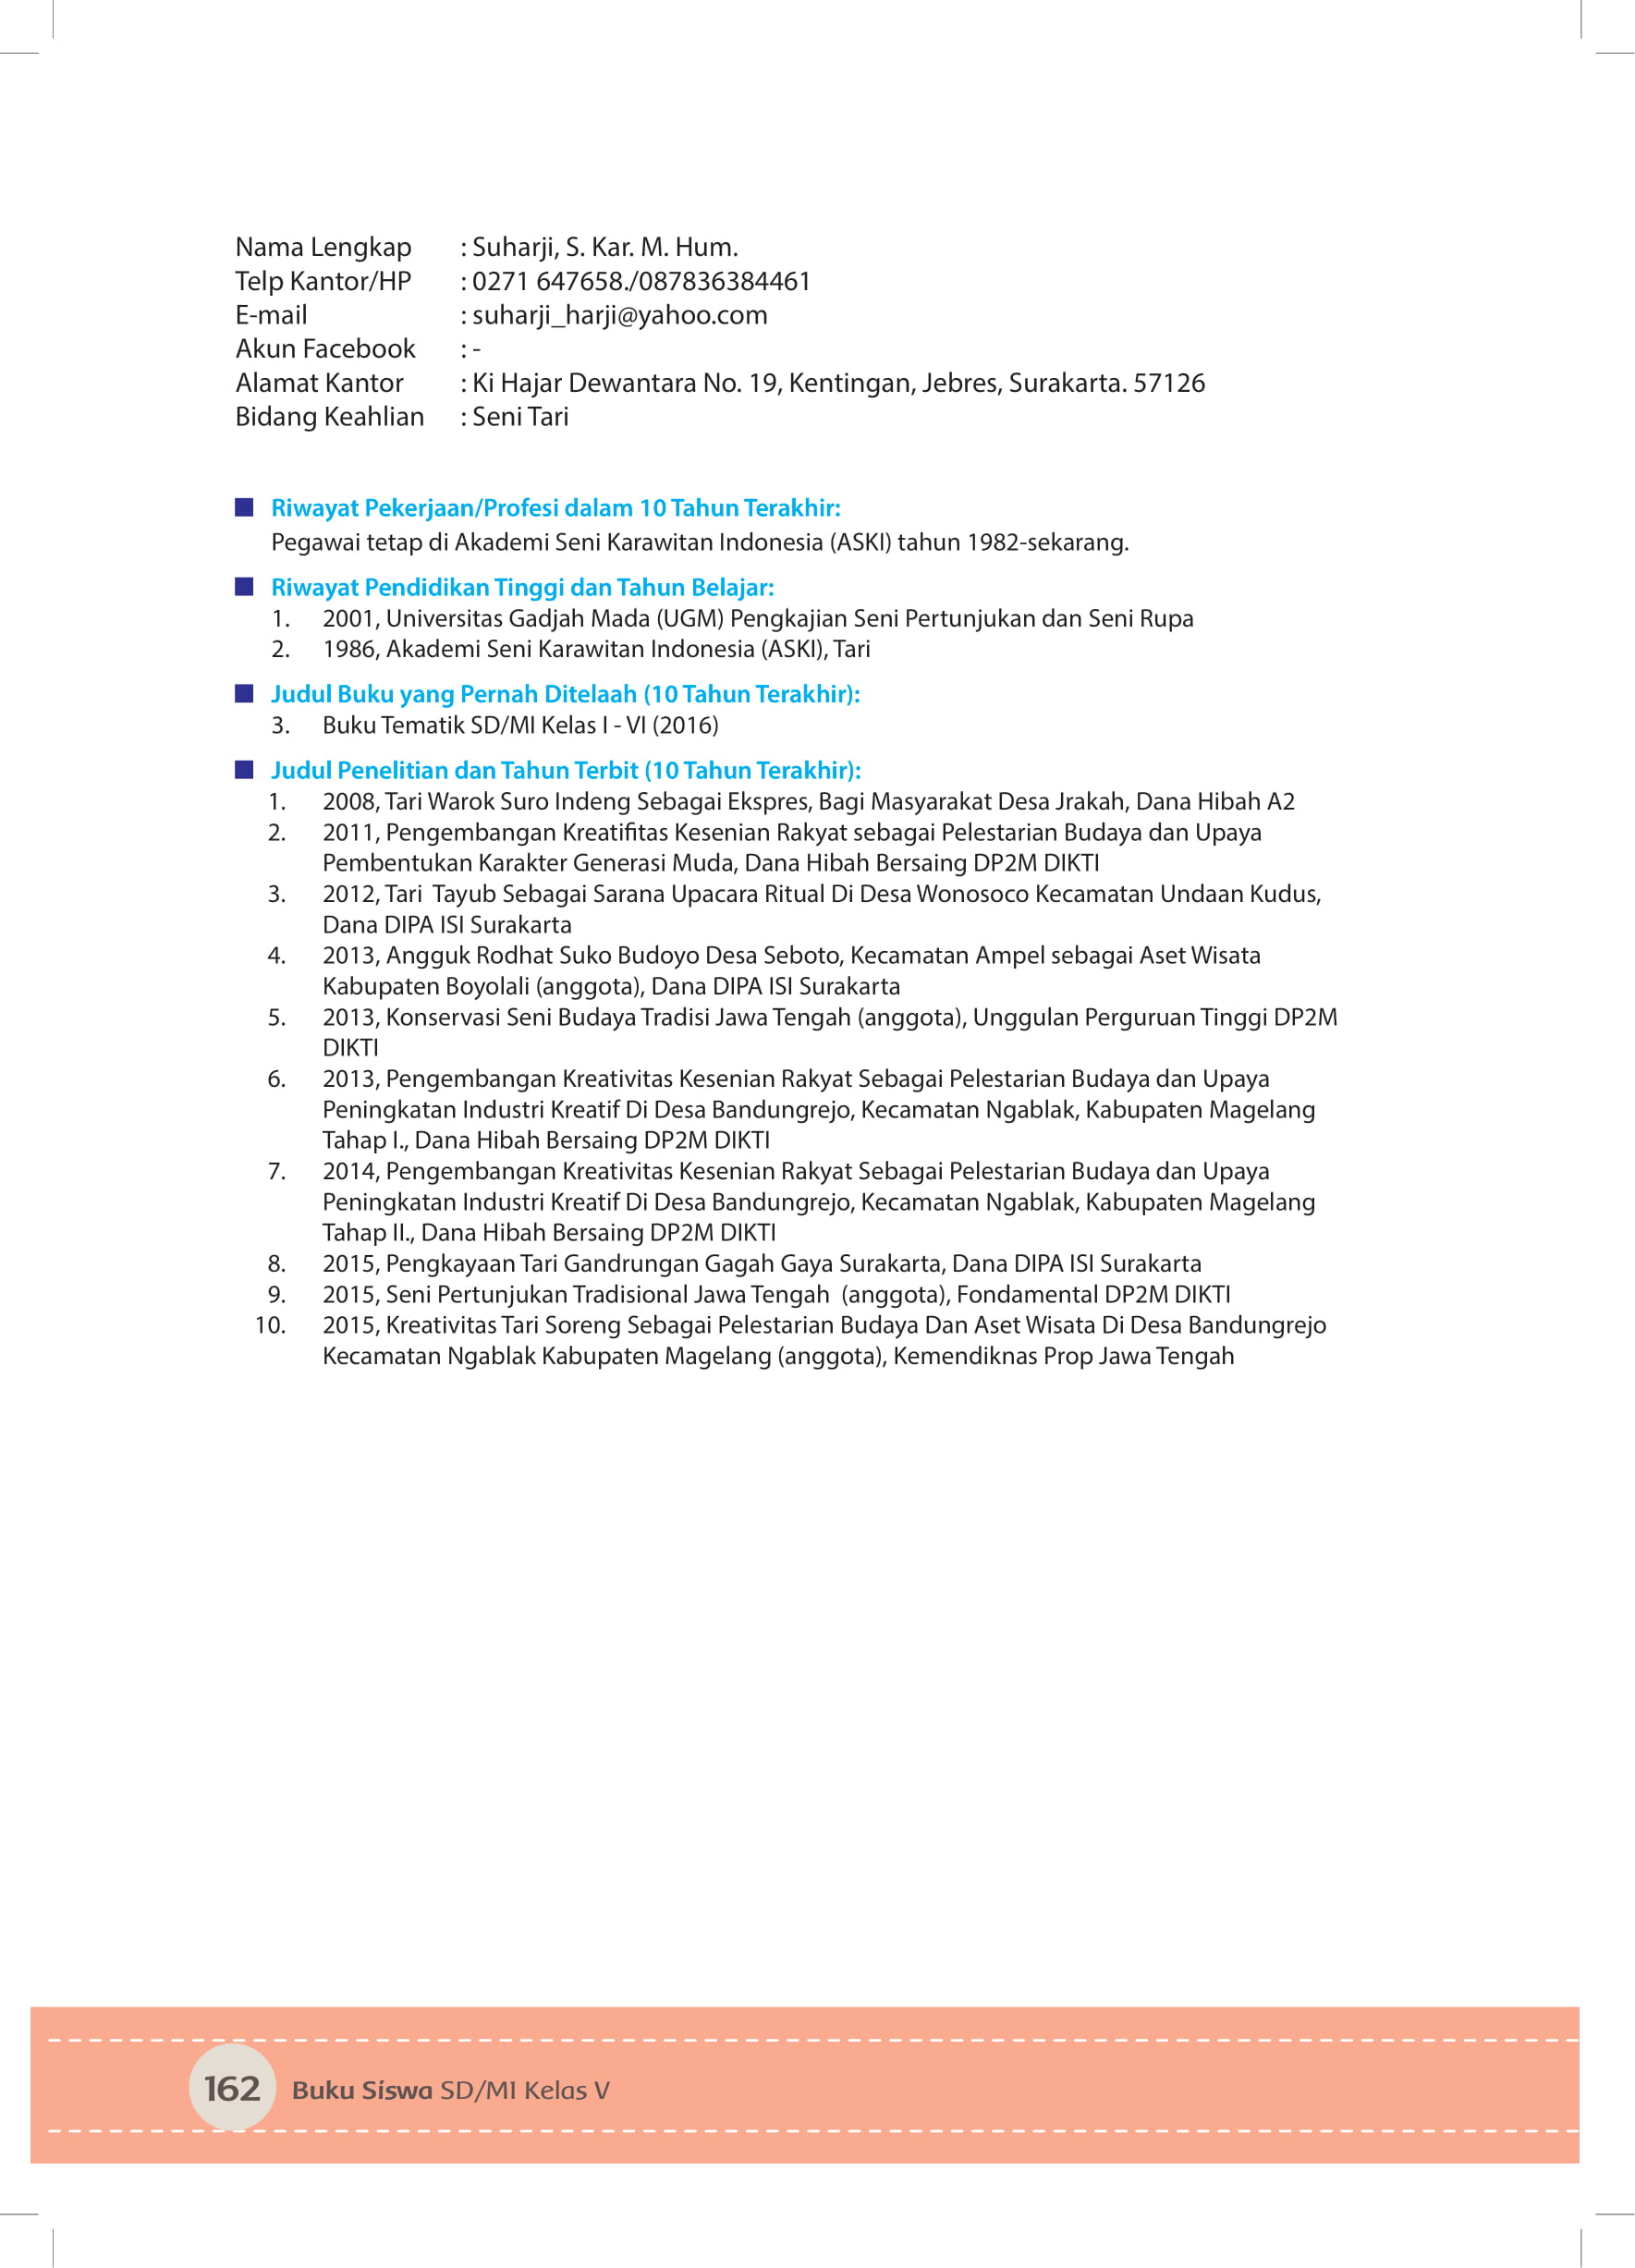 Nama Lengkap : Suharji, S. Kar. M. Hum.
Telp Kantor/HP : 0271 647658./087836384461
E-mail : suharji_harji@yahoo.com
Akun Facebook : -
Alamat Kantor : Ki Hajar Dewantara No. 19, Kentingan, Jebres, Surakarta. 57126
Bidang Keahlian : Seni Tari
Riwayat Pekerjaan/Profesi dalam 10 Tahun Terakhir:
Pegawai tetap di Akademi Seni Karawitan Indonesia (ASKI) tahun 1982-sekarang.
Riwayat Pendidikan Tinggi dan Tahun Belajar:
1. 2001, Universitas Gadjah Mada (UGM) Pengkajian Seni Pertunjukan dan Seni Rupa
2. 1986, Akademi Seni Karawitan Indonesia (ASKI), Tari
Judul Buku yang Pernah Ditelaah (10 Tahun Terakhir):
3. Buku Tematik SD/MI Kelas I - VI (2016)
Judul Penelitian dan Tahun Terbit (10 Tahun Terakhir):
1. 2008, Tari Warok Suro Indeng Sebagai Ekspres, Bagi Masyarakat Desa Jrakah, Dana Hibah A2
2. 2011, Pengembangan Kreatifitas Kesenian Rakyat sebagai Pelestarian Budaya dan Upaya
Pembentukan Karakter Generasi Muda, Dana Hibah Bersaing DP2M DIKTI
3. 2012, Tari Tayub Sebagai Sarana Upacara Ritual Di Desa Wonosoco Kecamatan Undaan Kudus,
Dana DIPA ISI Surakarta
4. 2013, Angguk Rodhat Suko Budoyo Desa Seboto, Kecamatan Ampel sebagai Aset Wisata
Kabupaten Boyolali (anggota), Dana DIPA ISI Surakarta
5. 2013, Konservasi Seni Budaya Tradisi Jawa Tengah (anggota), Unggulan Perguruan Tinggi DP2M
DIKTI
6. 2013, Pengembangan Kreativitas Kesenian Rakyat Sebagai Pelestarian Budaya dan Upaya
Peningkatan Industri Kreatif Di Desa Bandungrejo, Kecamatan Ngablak, Kabupaten Magelang
Tahap I., Dana Hibah Bersaing DP2M DIKTI
7. 2014, Pengembangan Kreativitas Kesenian Rakyat Sebagai Pelestarian Budaya dan Upaya
Peningkatan Industri Kreatif Di Desa Bandungrejo, Kecamatan Ngablak, Kabupaten Magelang
Tahap II., Dana Hibah Bersaing DP2M DIKTI
8. 2015, Pengkayaan Tari Gandrungan Gagah Gaya Surakarta, Dana DIPA ISI Surakarta
9. 2015, Seni Pertunjukan Tradisional Jawa Tengah (anggota), Fondamental DP2M DIKTI
10. 2015, Kreativitas Tari Soreng Sebagai Pelestarian Budaya Dan Aset Wisata Di Desa Bandungrejo
Kecamatan Ngablak Kabupaten Magelang (anggota), Kemendiknas Prop Jawa Tengah
162 Buku Siswa SD/MI Kelas V